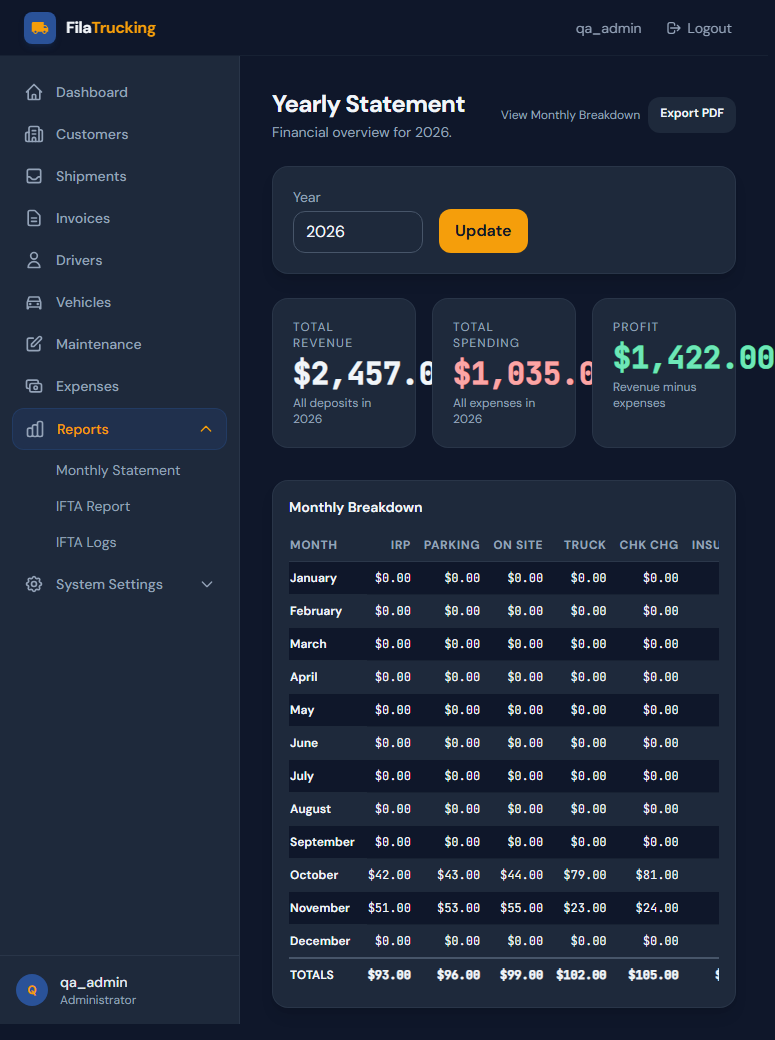 FilaTrucking
qa_admin
Logout
Dashboard
Customers
Shipments
Invoices
Drivers
Vehicles
Maintenance
Expenses
Reports
Monthly Statement
IFTA Report
IFTA Logs
System Settings
Q
qa_admin
Administrator
Yearly Statement
Financial overview for 2026.
View Monthly Breakdown
Export PDF
Year
2026
Update
TOTAL
REVENUE
$2,457.0
All deposits in
2026
TOTAL
SPENDING
$1,035.0
All expenses in
2026
PROFIT
$1,422.00
Revenue minus
expenses
Monthly Breakdown
MONTH IRP PARKING ON SITE TRUCK CHK CHG INSU
January $0.00 $0.00 $0.00 $0.00 $0.00
February $0.00 $0.00 $0.00 $0.00 $0.00
March $0.00 $0.00 $0.00 $0.00 $0.00
April $0.00 $0.00 $0.00 $0.00 $0.00
May $0.00 $0.00 $0.00 $0.00 $0.00
June $0.00 $0.00 $0.00 $0.00 $0.00
July $0.00 $0.00 $0.00 $0.00 $0.00
August $0.00 $0.00 $0.00 $0.00 $0.00
September $0.00 $0.00 $0.00 $0.00 $0.00
October $42.00 $43.00 $44.00 $79.00 $81.00
November $51.00 $53.00 $55.00 $23.00 $24.00
December $0.00 $0.00 $0.00 $0.00 $0.00
TOTALS $93.00 $96.00 $99.00 $102.00 $105.00 $